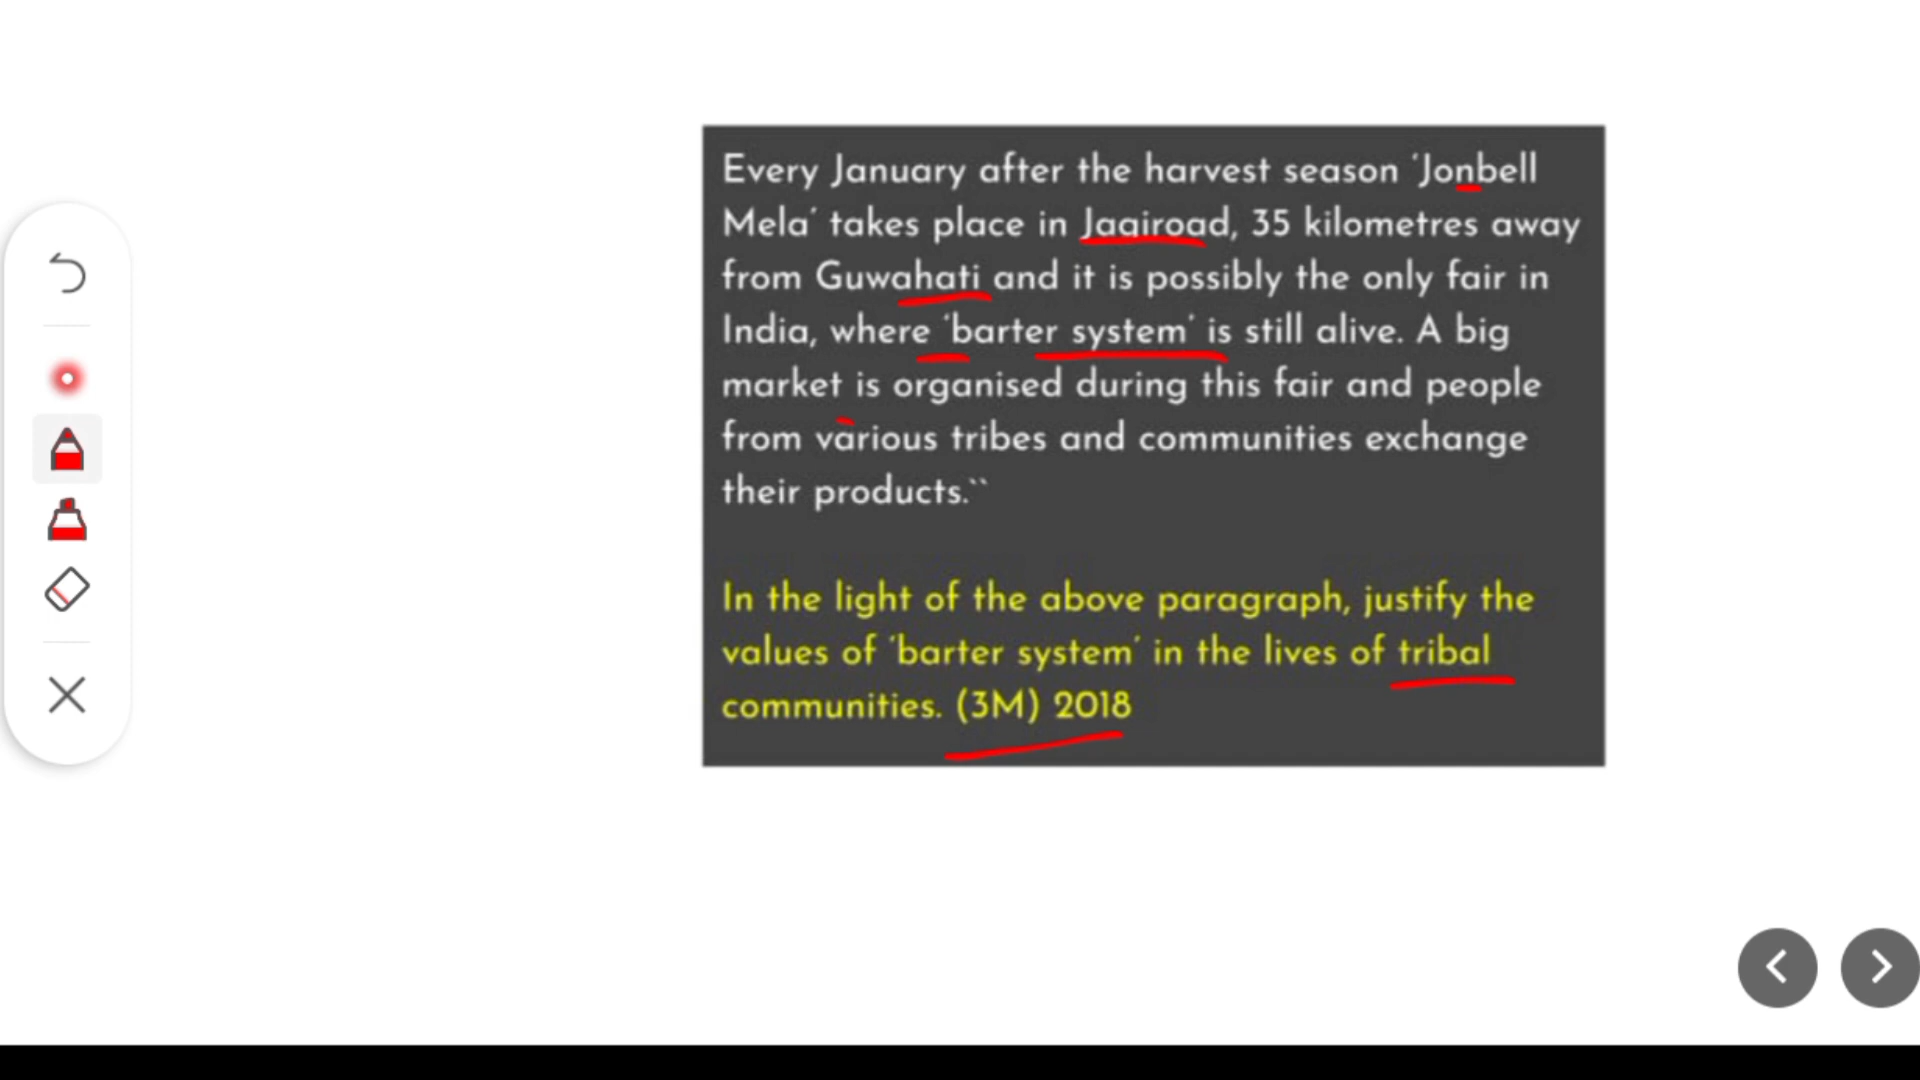 Every January after the harvest season ‘Jonbell
Mela’ takes place in Jagiroad, 35 kilometres away
from Guwahati and it is possibly the only fair in
India, where ‘barter system’ is still alive. A big
market is organised during this fair and people
from various tribes and communities exchange
their products.``
In the light of the above paragraph, justify the
values of ‘barter system’ in the lives of tribal
communities. (3M) 2018